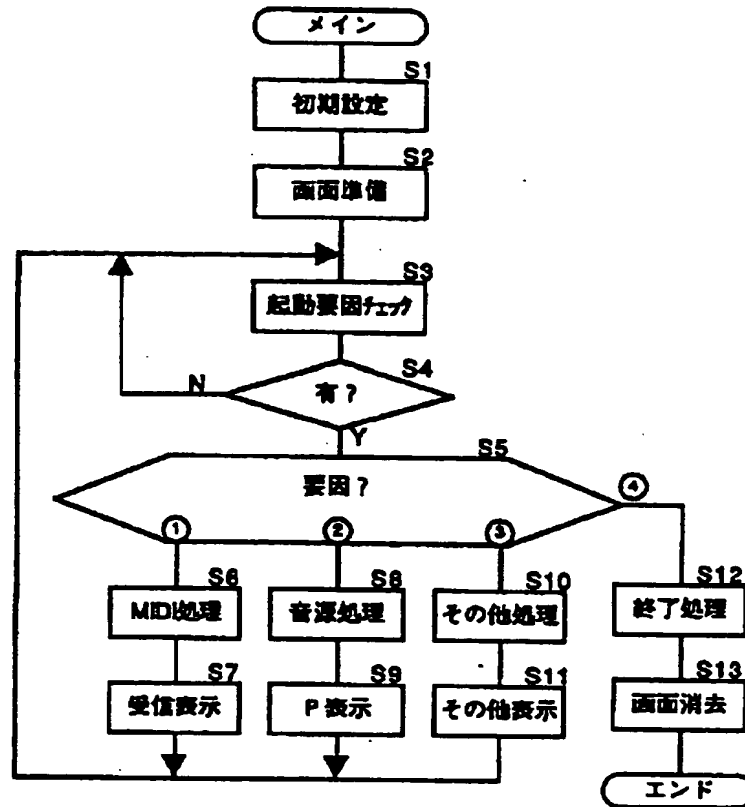 メイン
S1
初期設定
S2
画面準備
S3
起動要因チェック
S4
有?
N
Y
S5
要因?
① ② ③ ④
S6 S8 S10 S12
MIDI処理 音源処理 その他処理 終了処理
S7 S9 S11 S13
受信表示 P表示 その他表示 画面消去
エンド